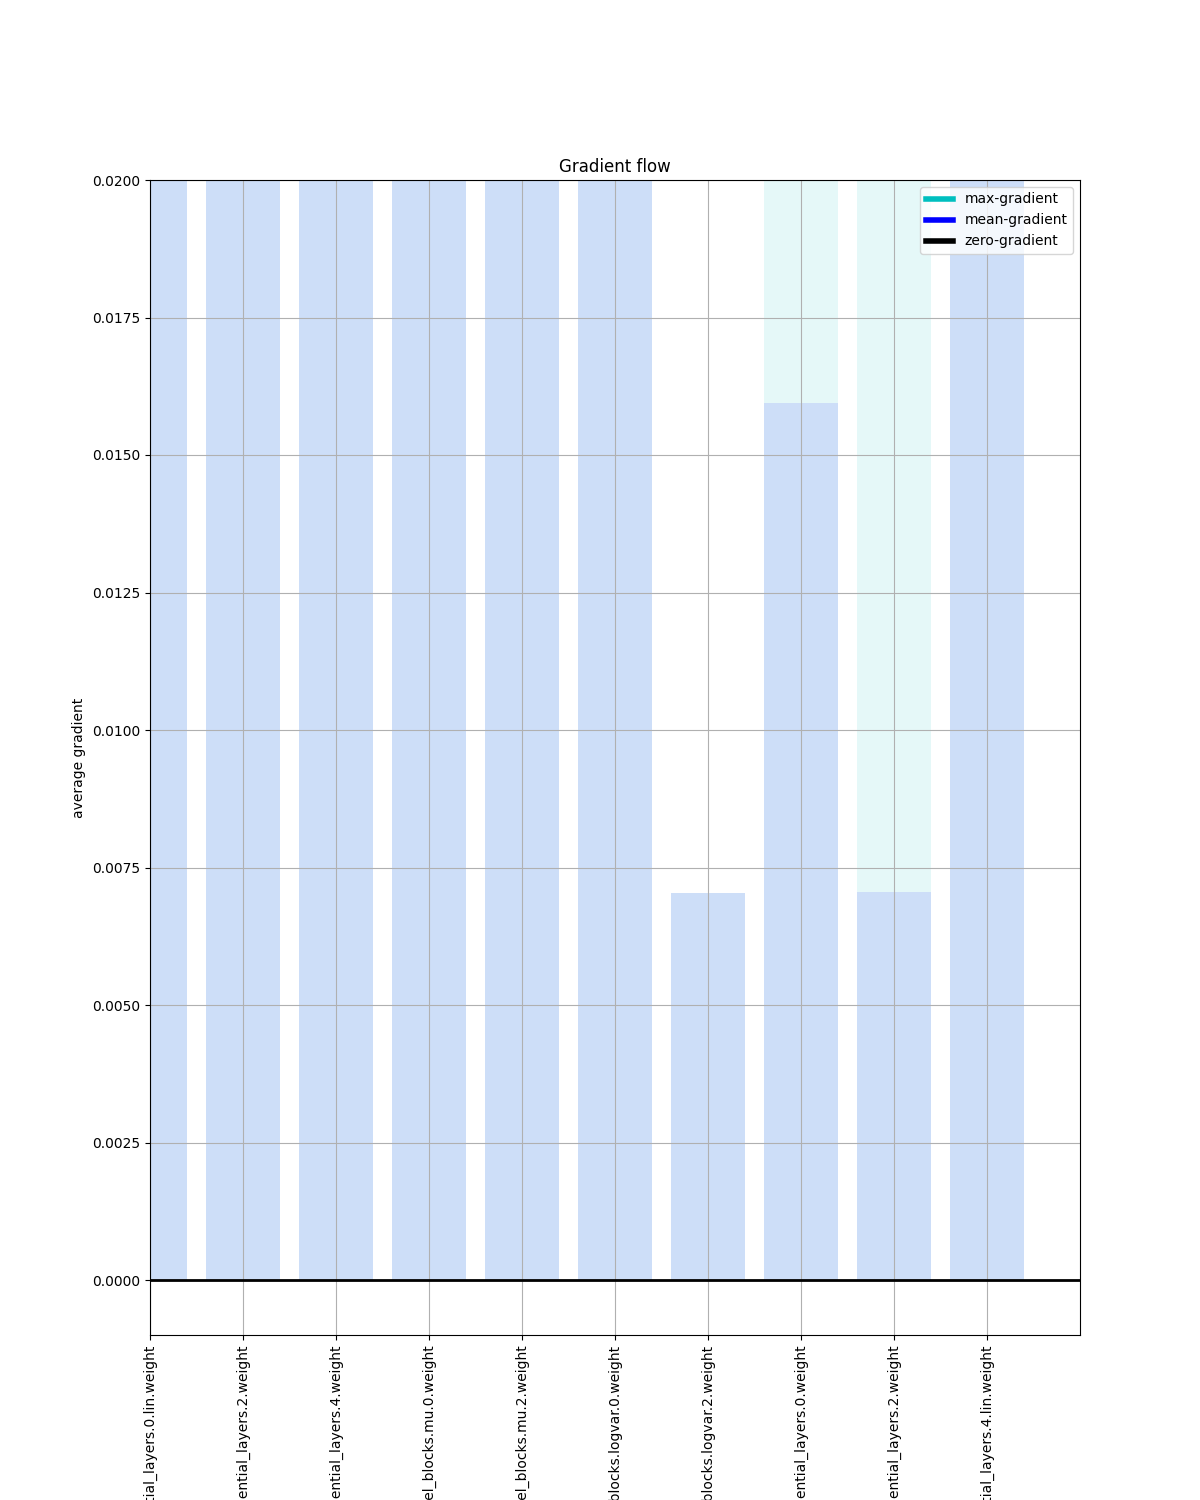 Gradient flow
max-gradient
mean-gradient
zero-gradient
average gradient
0.0200
0.0175
0.0150
0.0125
0.0100
0.0075
0.0050
0.0025
0.0000
tial_layers.0.lin.weight
ential_layers.2.weight
ential_layers.4.weight
el_blocks.mu.0.weight
el_blocks.mu.2.weight
blocks.logvar.0.weight
blocks.logvar.2.weight
ential_layers.0.weight
ential_layers.2.weight
tial_layers.4.lin.weight